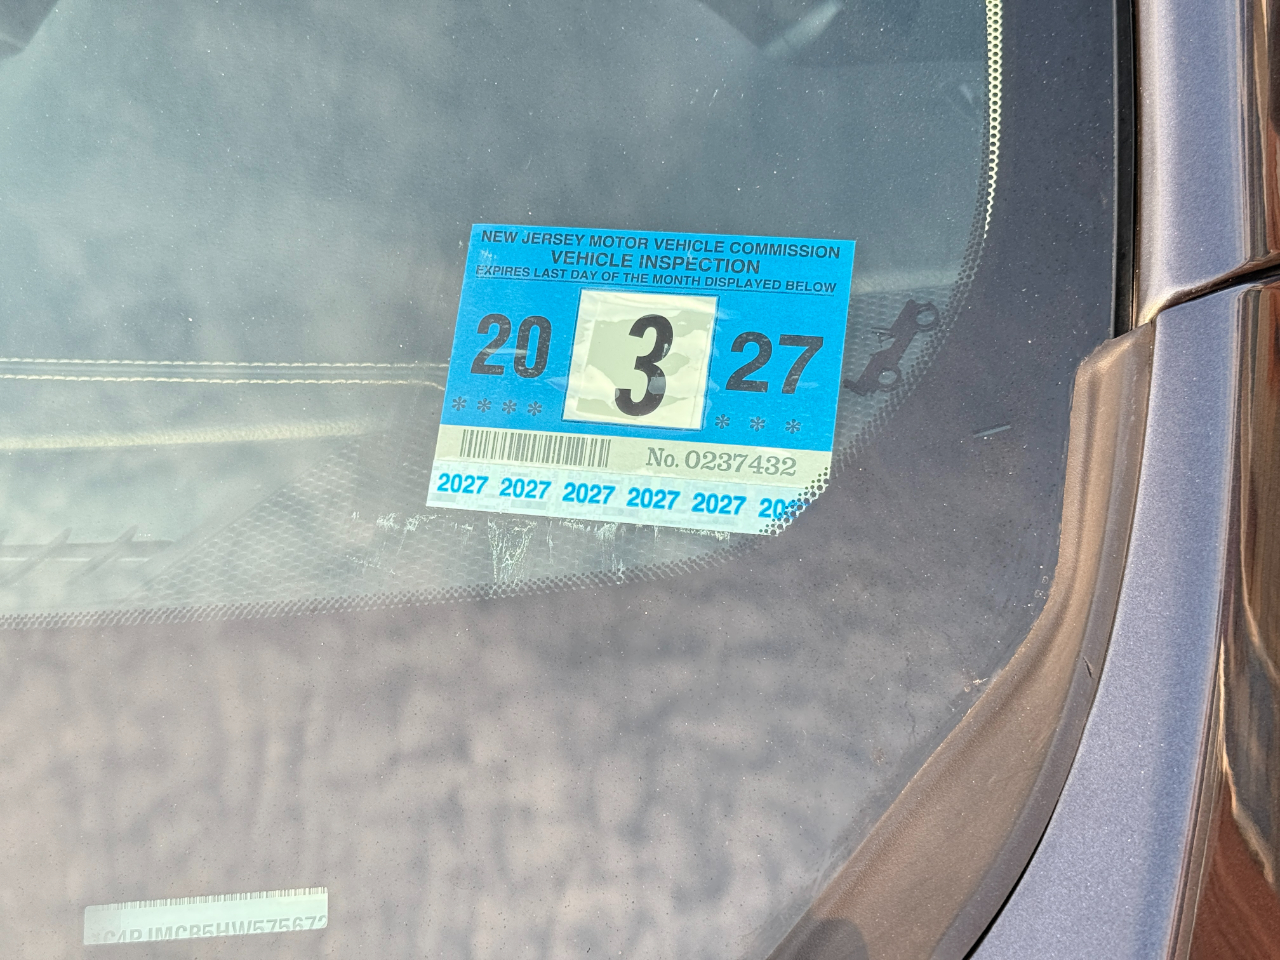 NEW JERSEY MOTOR VEHICLE COMMISSION
VEHICLE INSPECTION
EXPIRES LAST DAY OF THE MONTH DISPLAYED BELOW
20 3 27
**** ***
No. 0237432
2027 2027 2027 2027 2027